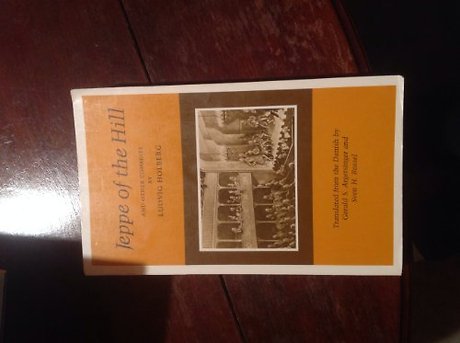 Jeppe of the Hill
AND OTHER COMEDIES
BY
LUDVIG HOLBERG
Translated from the Danish by
Gerald S. Argetsinger and
Sven H. Rossel